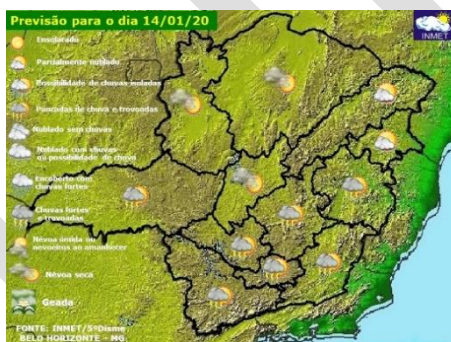 Previsão para o dia 14/01/20
INMET
Ensolarado
Parcialmente nublado
Possibilidade de chuvas isoladas
Pancadas de chuva e trovoadas
Nublado sem chuvas
Nublado com chuvas
ou possibilidade de chuva
Encoberto com
chuvas fortes
Chuvas fortes
e trovoadas
Névoa úmida ou
nevoeiros ao amanhecer
Névoa seca
Geada
FONTE: INMET/5ºDisme
BELO HORIZONTE - MG